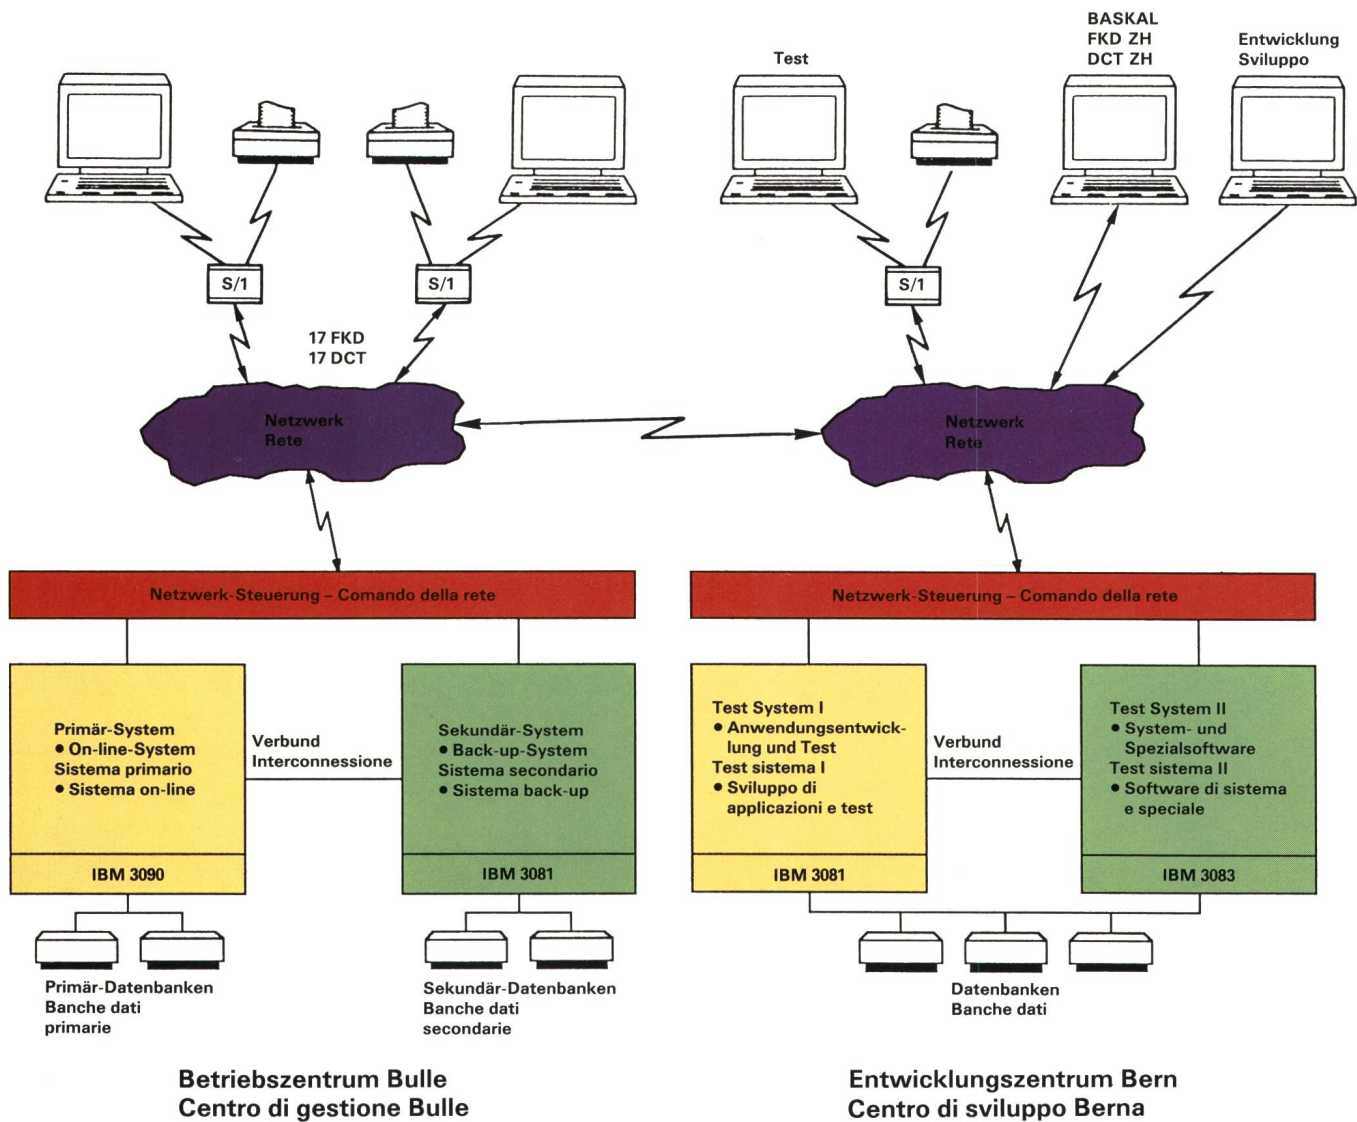 BASKAL
FKD ZH
DCT ZH
Test
Entwicklung
Sviluppo
S/1
S/1
S/1
17 FKD
17 DCT
Netzwerk
Rete
Netzwerk
Rete
Netzwerk-Steuerung – Comando della rete
Netzwerk-Steuerung – Comando della rete
Primär-System
● On-line-System
Sistema primario
● Sistema on-line
IBM 3090
Verbund
Interconnessione
Sekundär-System
● Back-up-System
Sistema secondario
● Sistema back-up
IBM 3081
Test System I
● Anwendungsentwick-
lung und Test
Test sistema I
● Sviluppo di
applicazioni e test
IBM 3081
Verbund
Interconnessione
Test System II
● System- und
Spezialsoftware
Test sistema II
● Software di sistema
e speciale
IBM 3083
Primär-Datenbanken
Banche dati
primarie
Sekundär-Datenbanken
Banche dati
secondarie
Datenbanken
Banche dati
Betriebszentrum Bulle
Centro di gestione Bulle
Entwicklungszentrum Bern
Centro di sviluppo Berna